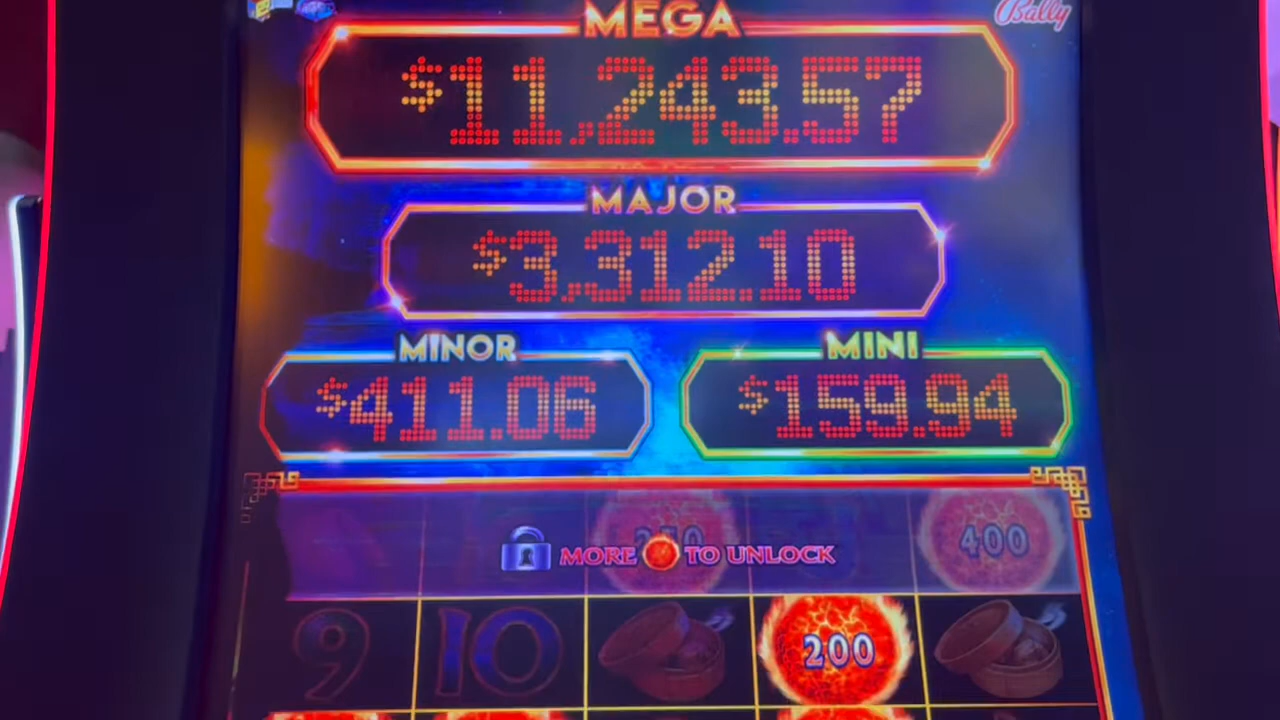 Bally
MEGA
$11,243.57
MAJOR
$3,312.10
MINOR
$411.06
MINI
$159.94
400
MORE TO UNLOCK
9 10 200